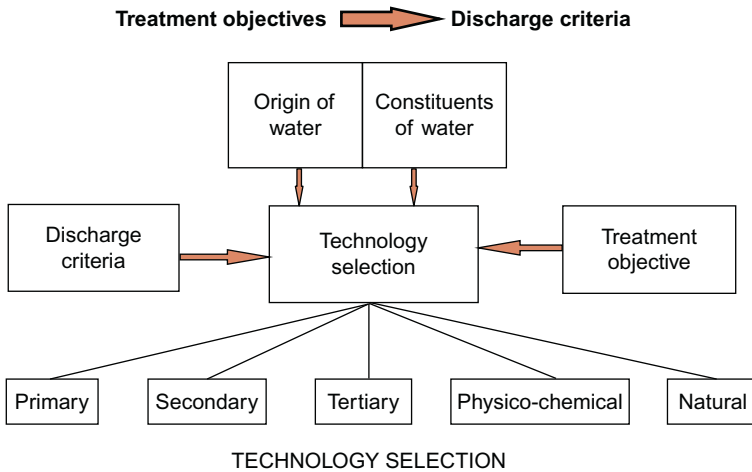 Treatment objectives
Discharge criteria
Origin of
water
Constituents
of water
Discharge
criteria
Technology
selection
Treatment
objective
Primary
Secondary
Tertiary
Physico-chemical
Natural
TECHNOLOGY SELECTION